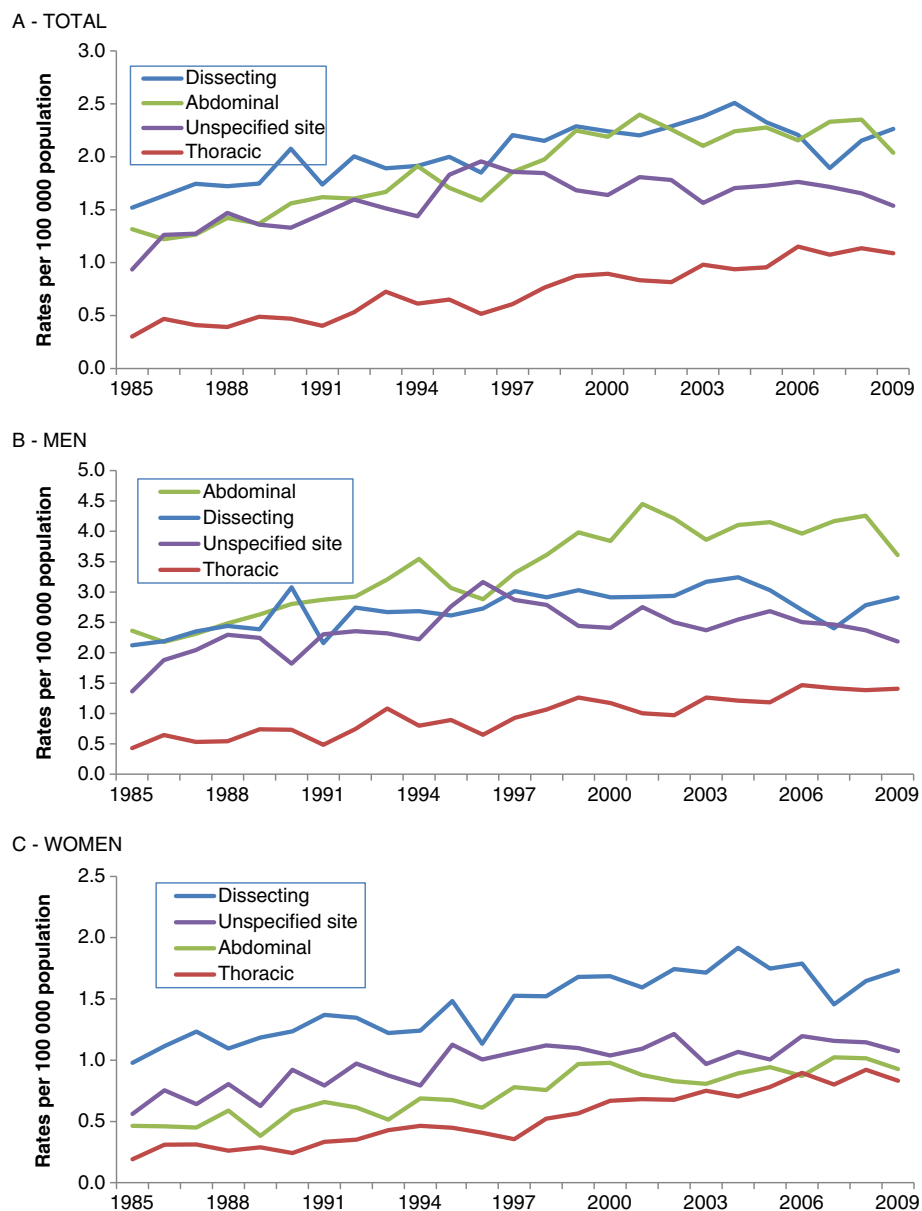 A - TOTAL
Rates per 100 000 population
3.0
2.5
2.0
1.5
1.0
0.5
0.0
Dissecting
Abdominal
Unspecified site
Thoracic
1985 1988 1991 1994 1997 2000 2003 2006 2009
B - MEN
Rates per 1000 000 population
5.0
4.5
4.0
3.5
3.0
2.5
2.0
1.5
1.0
0.5
0.0
Abdominal
Dissecting
Unspecified site
Thoracic
1985 1988 1991 1994 1997 2000 2003 2006 2009
C - WOMEN
Rates per 100 000 population
2.5
2.0
1.5
1.0
0.5
0.0
Dissecting
Unspecified site
Abdominal
Thoracic
1985 1988 1991 1994 1997 2000 2003 2006 2009